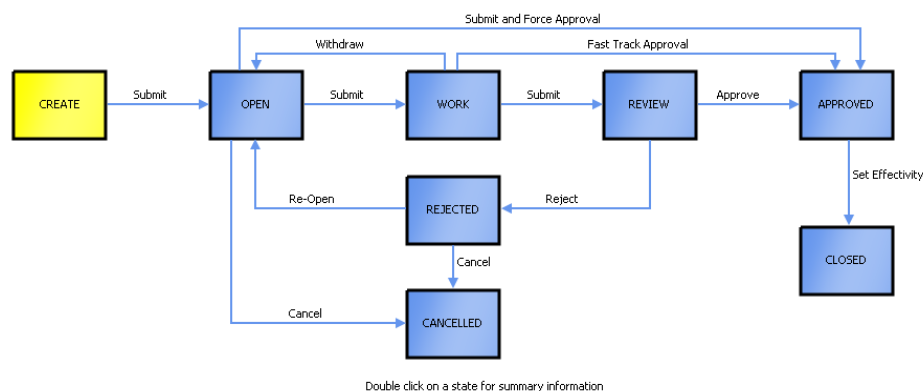 Submit and Force Approval
Withdraw
Fast Track Approval
CREATE
Submit
OPEN
Submit
WORK
Submit
REVIEW
Approve
APPROVED
Set Effectivity
Re-Open
REJECTED
Reject
CLOSED
Cancel
Cancel
CANCELLED
Double click on a state for summary information